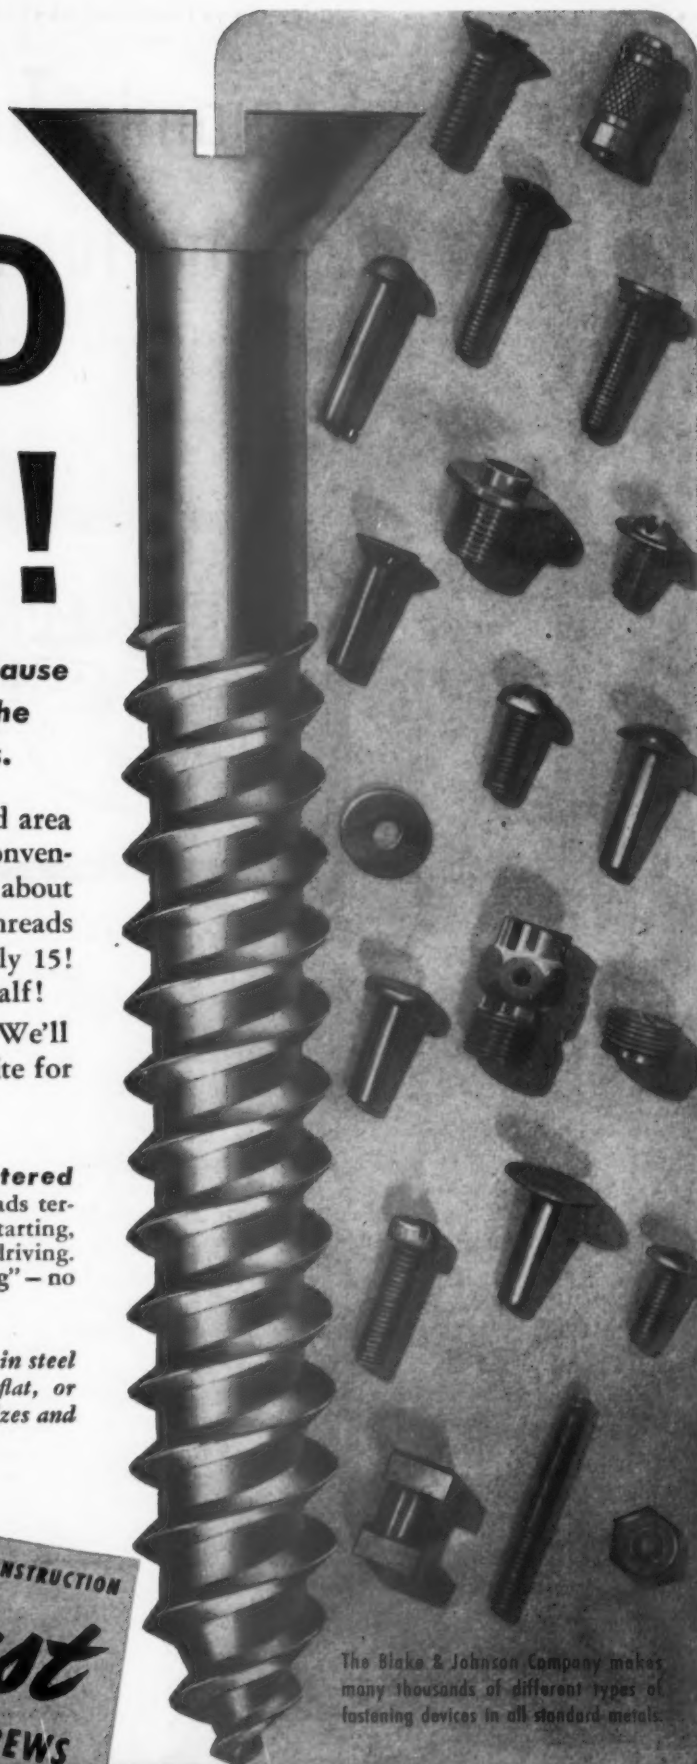 O
!
ause
he
s.
d area
onven-
about
hreads
ly 15!
alf!
We'll
ite for
tered
ads ter-
tarting,
driving.
g” – no
in steel
flat, or
zes and
NSTRUCTION
st
EWS
The Blake & Johnson Company makes
many thousands of different types of
fastening devices in all standard metals.